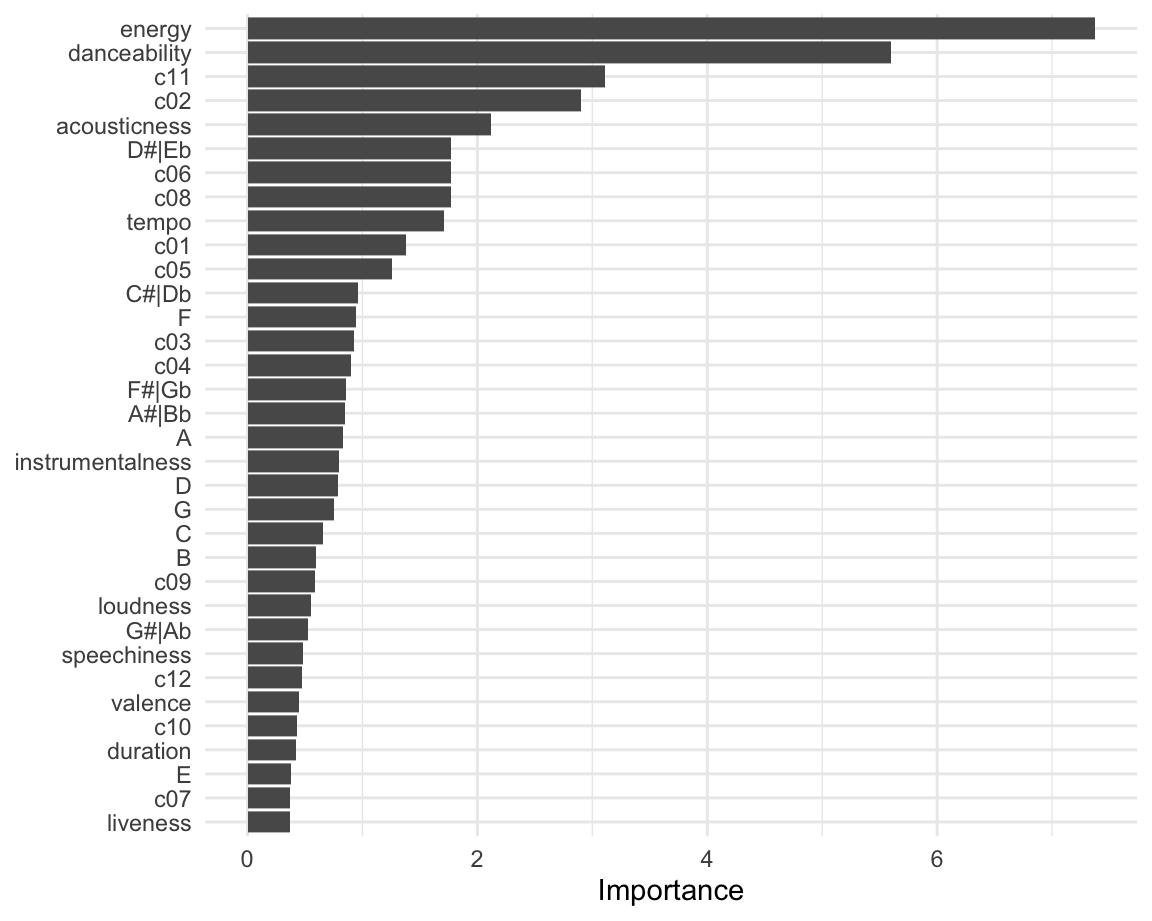 energy
danceability
c11
c02
acousticness
D#|Eb
c06
c08
tempo
c01
c05
C#|Db
F
c03
c04
F#|Gb
A#|Bb
A
instrumentalness
D
G
C
B
c09
loudness
G#|Ab
speechiness
c12
valence
c10
duration
E
c07
liveness
0 2 4 6
Importance